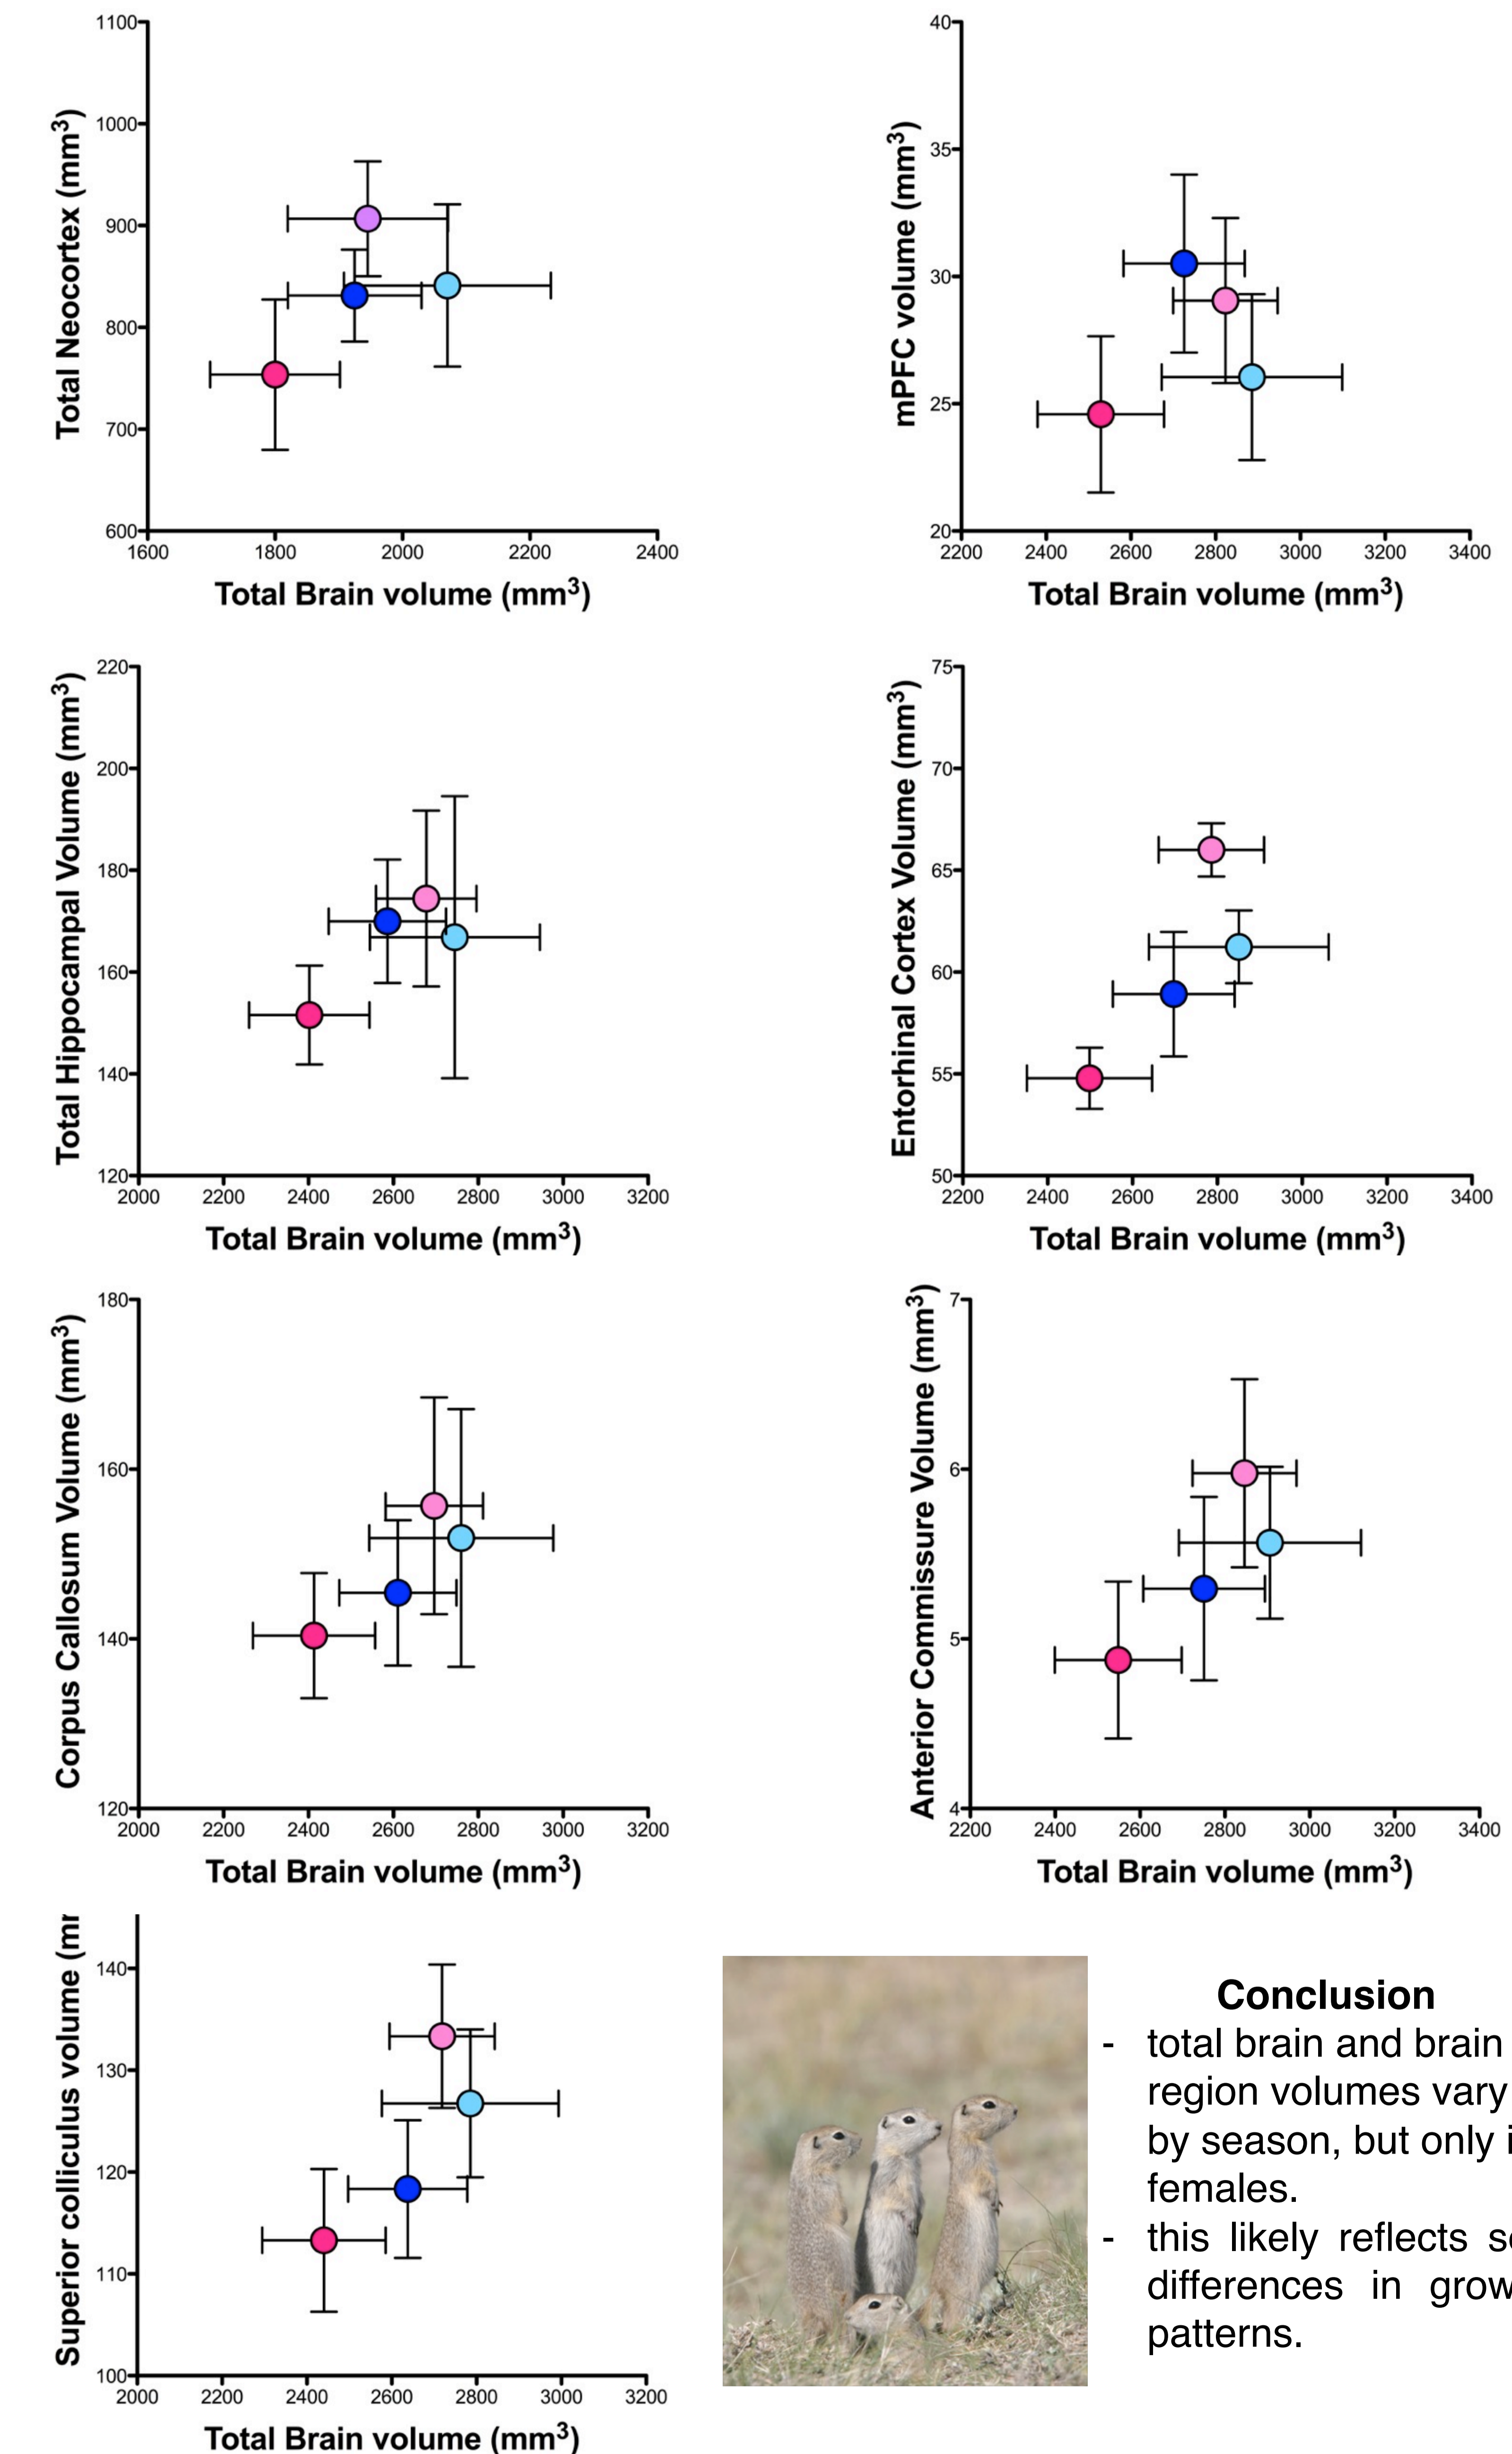 1100
1000
900
800
700
600
1600 1800 2000 2200 2400
Total Neocortex (mm³)
Total Brain volume (mm³)
40
35
30
25
20
2200 2400 2600 2800 3000 3200 3400
mPFC volume (mm³)
Total Brain volume (mm³)
220
200
180
160
140
120
2000 2200 2400 2600 2800 3000 3200
Total Hippocampal Volume (mm³)
Total Brain volume (mm³)
75
70
65
60
55
50
2200 2400 2600 2800 3000 3200 3400
Entorhinal Cortex Volume (mm³)
Total Brain volume (mm³)
180
160
140
120
2000 2200 2400 2600 2800 3000 3200
Corpus Callosum Volume (mm³)
Total Brain volume (mm³)
7
6
5
4
2200 2400 2600 2800 3000 3200 3400
Anterior Commissure Volume (mm³)
Total Brain volume (mm³)
140
130
120
110
100
2000 2200 2400 2600 2800 3000 3200
Superior colliculus volume
Total Brain volume (mm³)
Conclusion
- total brain and brain
region volumes vary
by season, but only
females.
- this likely reflects
differences in
patterns.